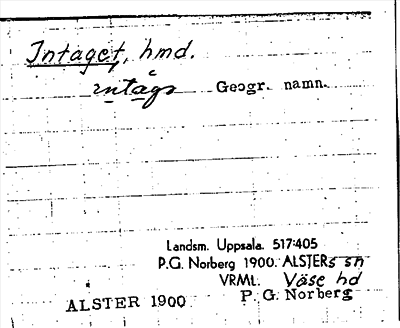 Intaget, hmd.
intags Geogr. namn.
Landsm. Uppsala. 517:405
P.G. Norberg 1900. ALSTERs sn
VRML. Väse hd
ALSTER 1900 P. G. Norberg